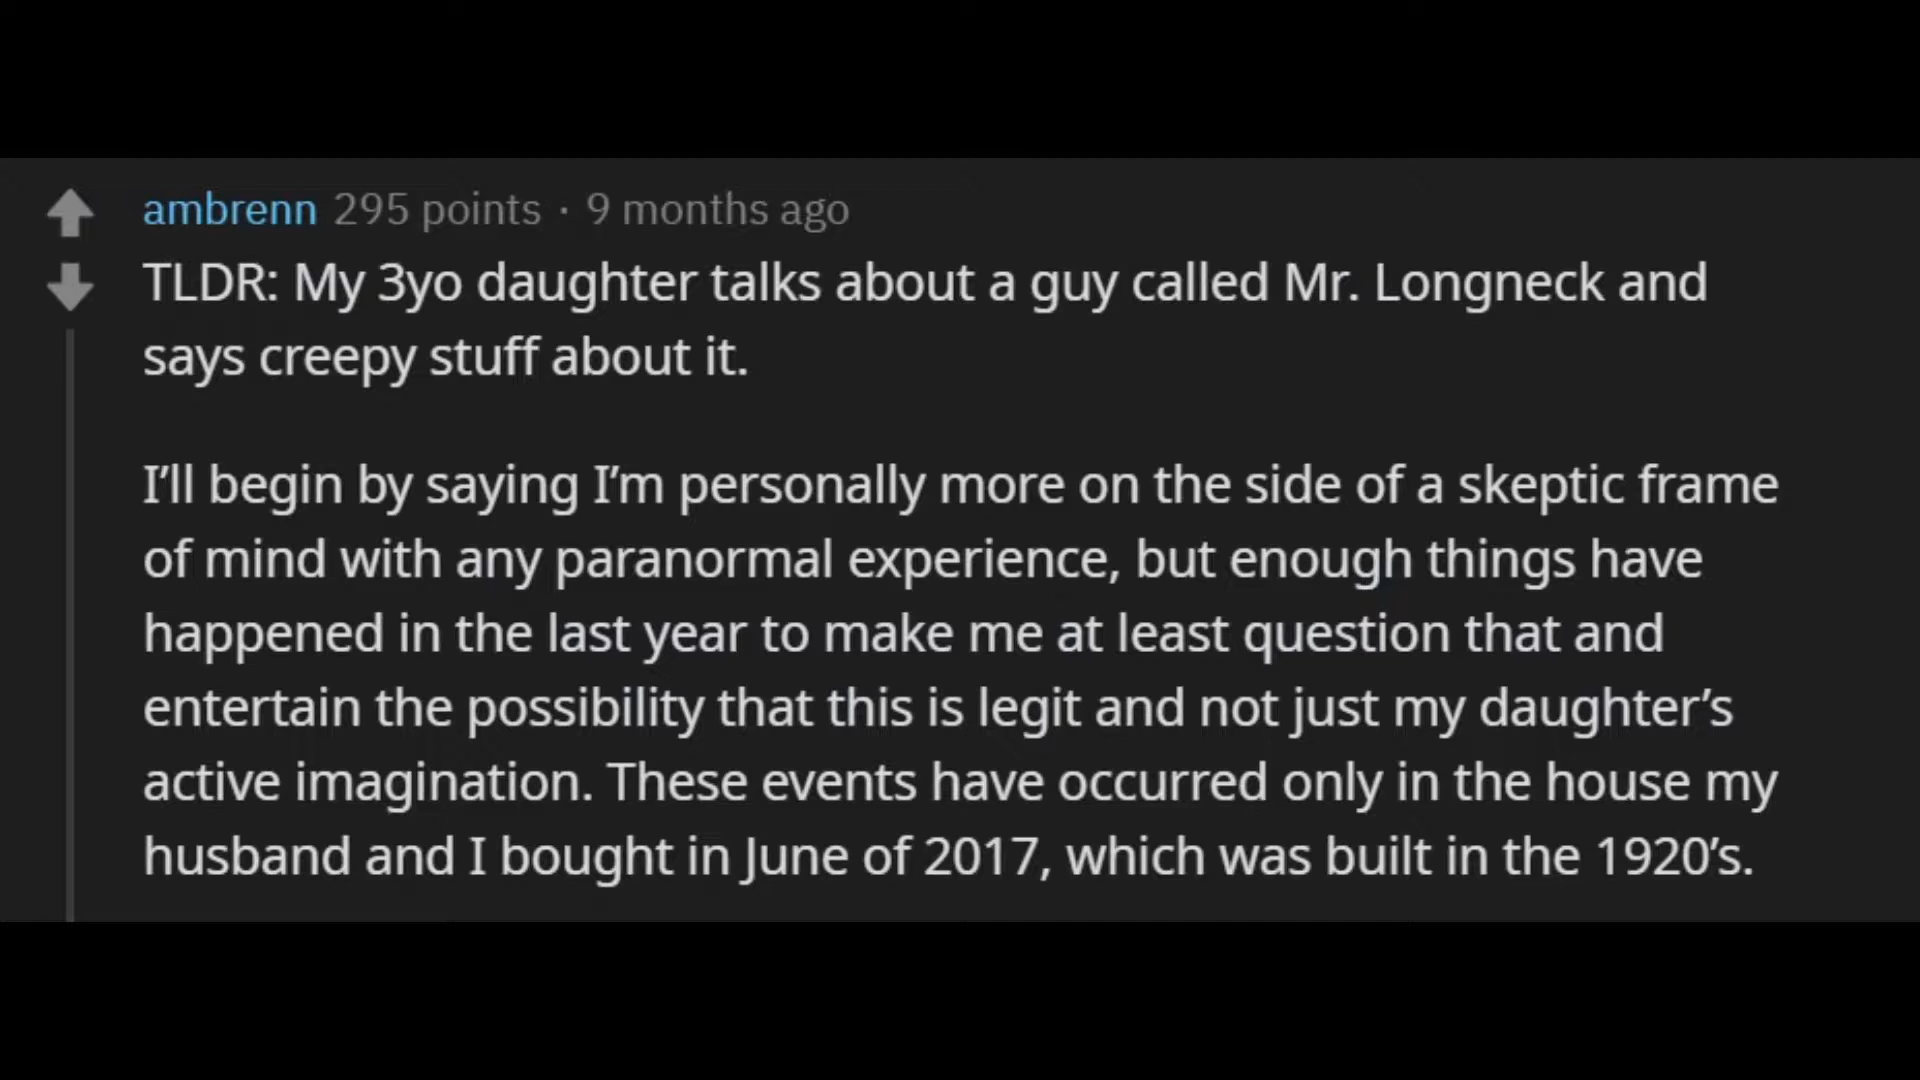 ambrenn 295 points · 9 months ago
TLDR: My 3yo daughter talks about a guy called Mr. Longneck and
says creepy stuff about it.
I’ll begin by saying I’m personally more on the side of a skeptic frame
of mind with any paranormal experience, but enough things have
happened in the last year to make me at least question that and
entertain the possibility that this is legit and not just my daughter’s
active imagination. These events have occurred only in the house my
husband and I bought in June of 2017, which was built in the 1920’s.